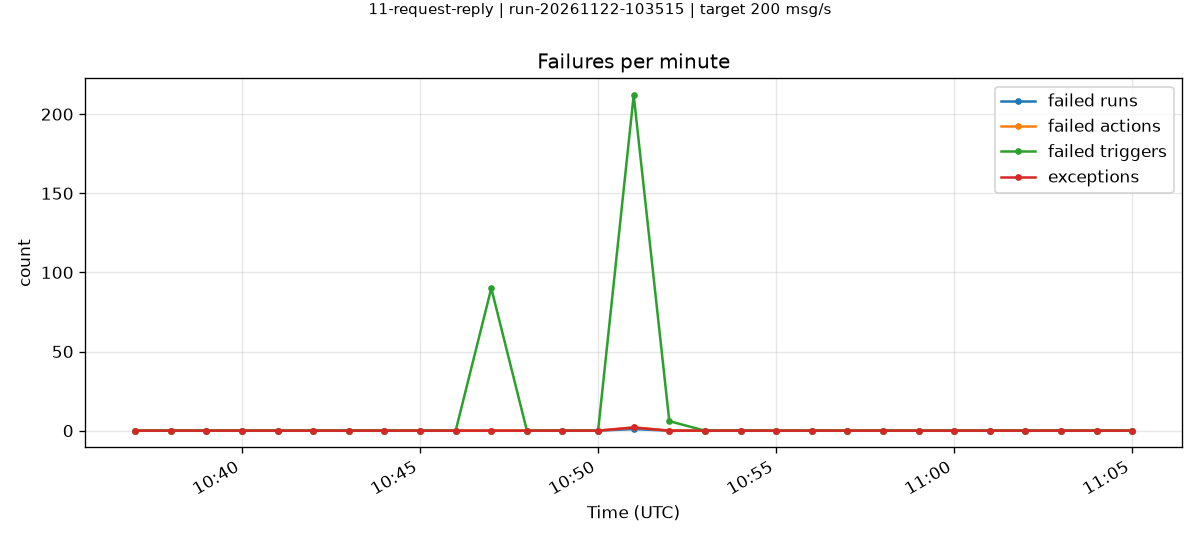 11-request-reply | run-20261122-103515 | target 200 msg/s
Failures per minute
failed runs
failed actions
failed triggers
exceptions
count
200
150
100
50
0
10:40
10:45
10:50
10:55
11:00
11:05
Time (UTC)